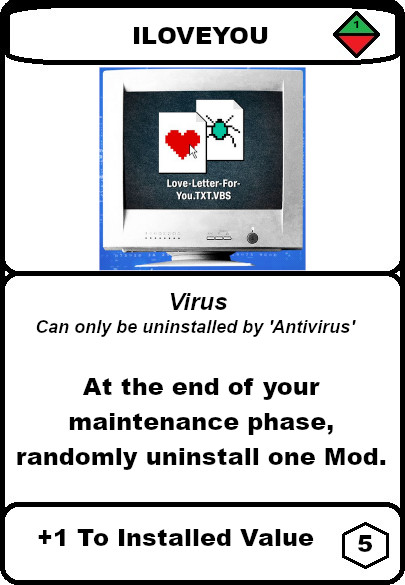 ILOVEYOU
1
Love-Letter-For-
You.TXT.VBS
Virus
Can only be uninstalled by 'Antivirus'
At the end of your
maintenance phase,
randomly uninstall one Mod.
+1 To Installed Value
5